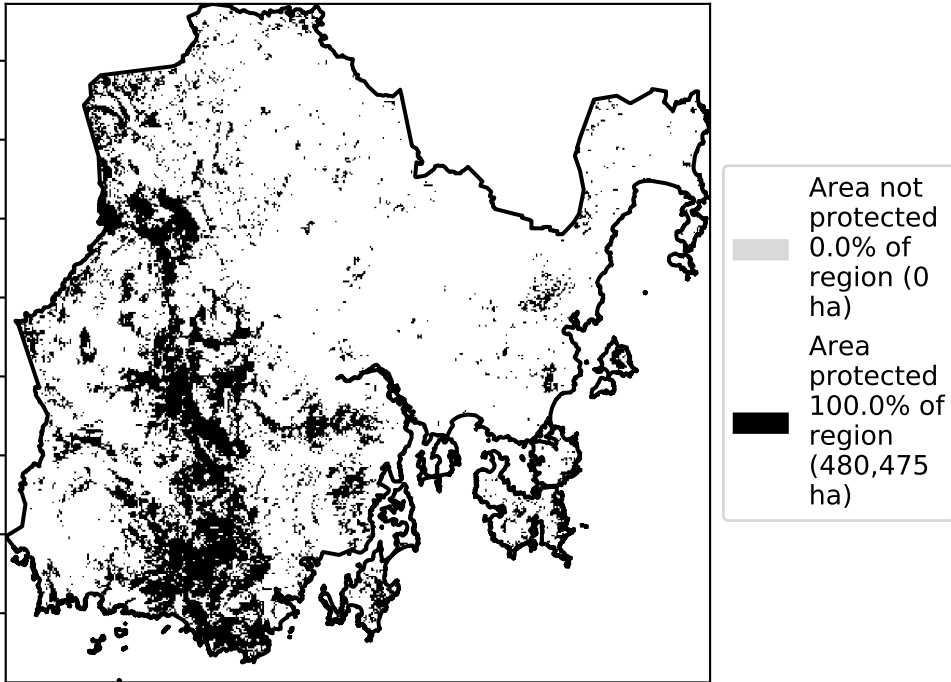 Area not
protected
0.0% of
region (0
ha)
Area
protected
100.0% of
region
(480,475
ha)